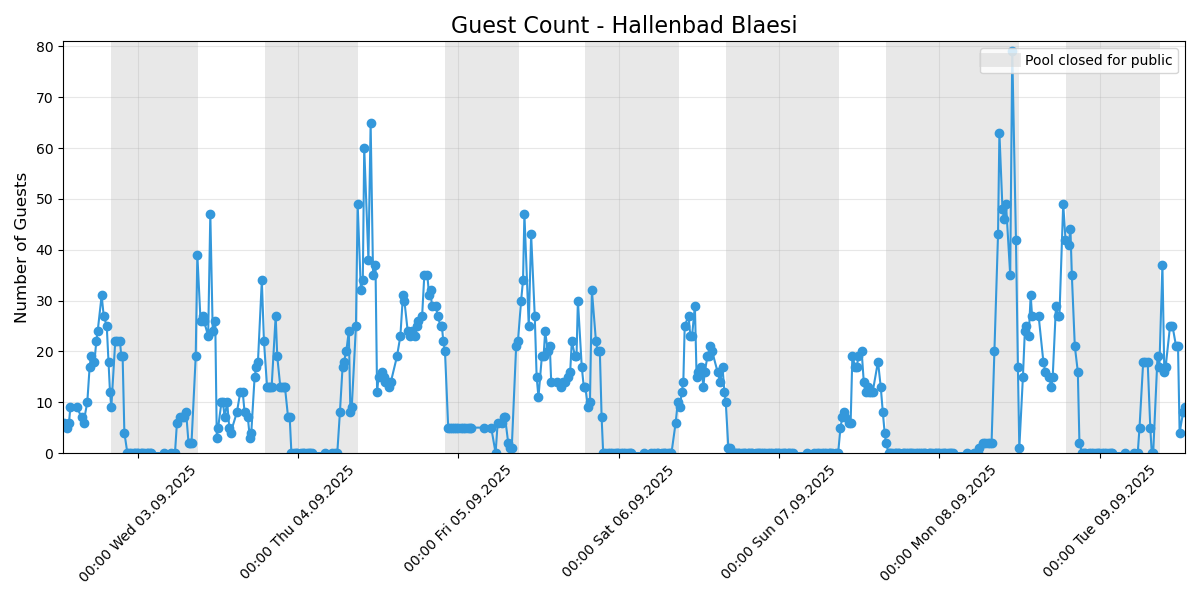 Guest Count - Hallenbad Blaesi
Pool closed for public
Number of Guests
80
70
60
50
40
30
20
10
0
00:00 Wed 03.09.2025
00:00 Thu 04.09.2025
00:00 Fri 05.09.2025
00:00 Sat 06.09.2025
00:00 Sun 07.09.2025
00:00 Mon 08.09.2025
00:00 Tue 09.09.2025